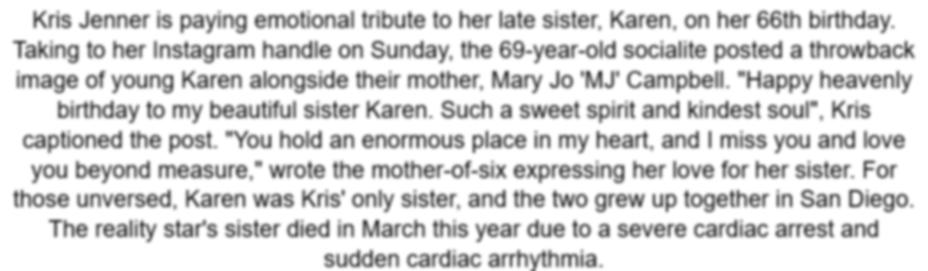 Kris Jenner is paying emotional tribute to her late sister, Karen, on her 66th birthday.
Taking to her Instagram handle on Sunday, the 69-year-old socialite posted a throwback
image of young Karen alongside their mother, Mary Jo 'MJ' Campbell. "Happy heavenly
birthday to my beautiful sister Karen. Such a sweet spirit and kindest soul", Kris
captioned the post. "You hold an enormous place in my heart, and I miss you and love
you beyond measure," wrote the mother-of-six expressing her love for her sister. For
those unversed, Karen was Kris' only sister, and the two grew up together in San Diego.
The reality star's sister died in March this year due to a severe cardiac arrest and
sudden cardiac arrhythmia.